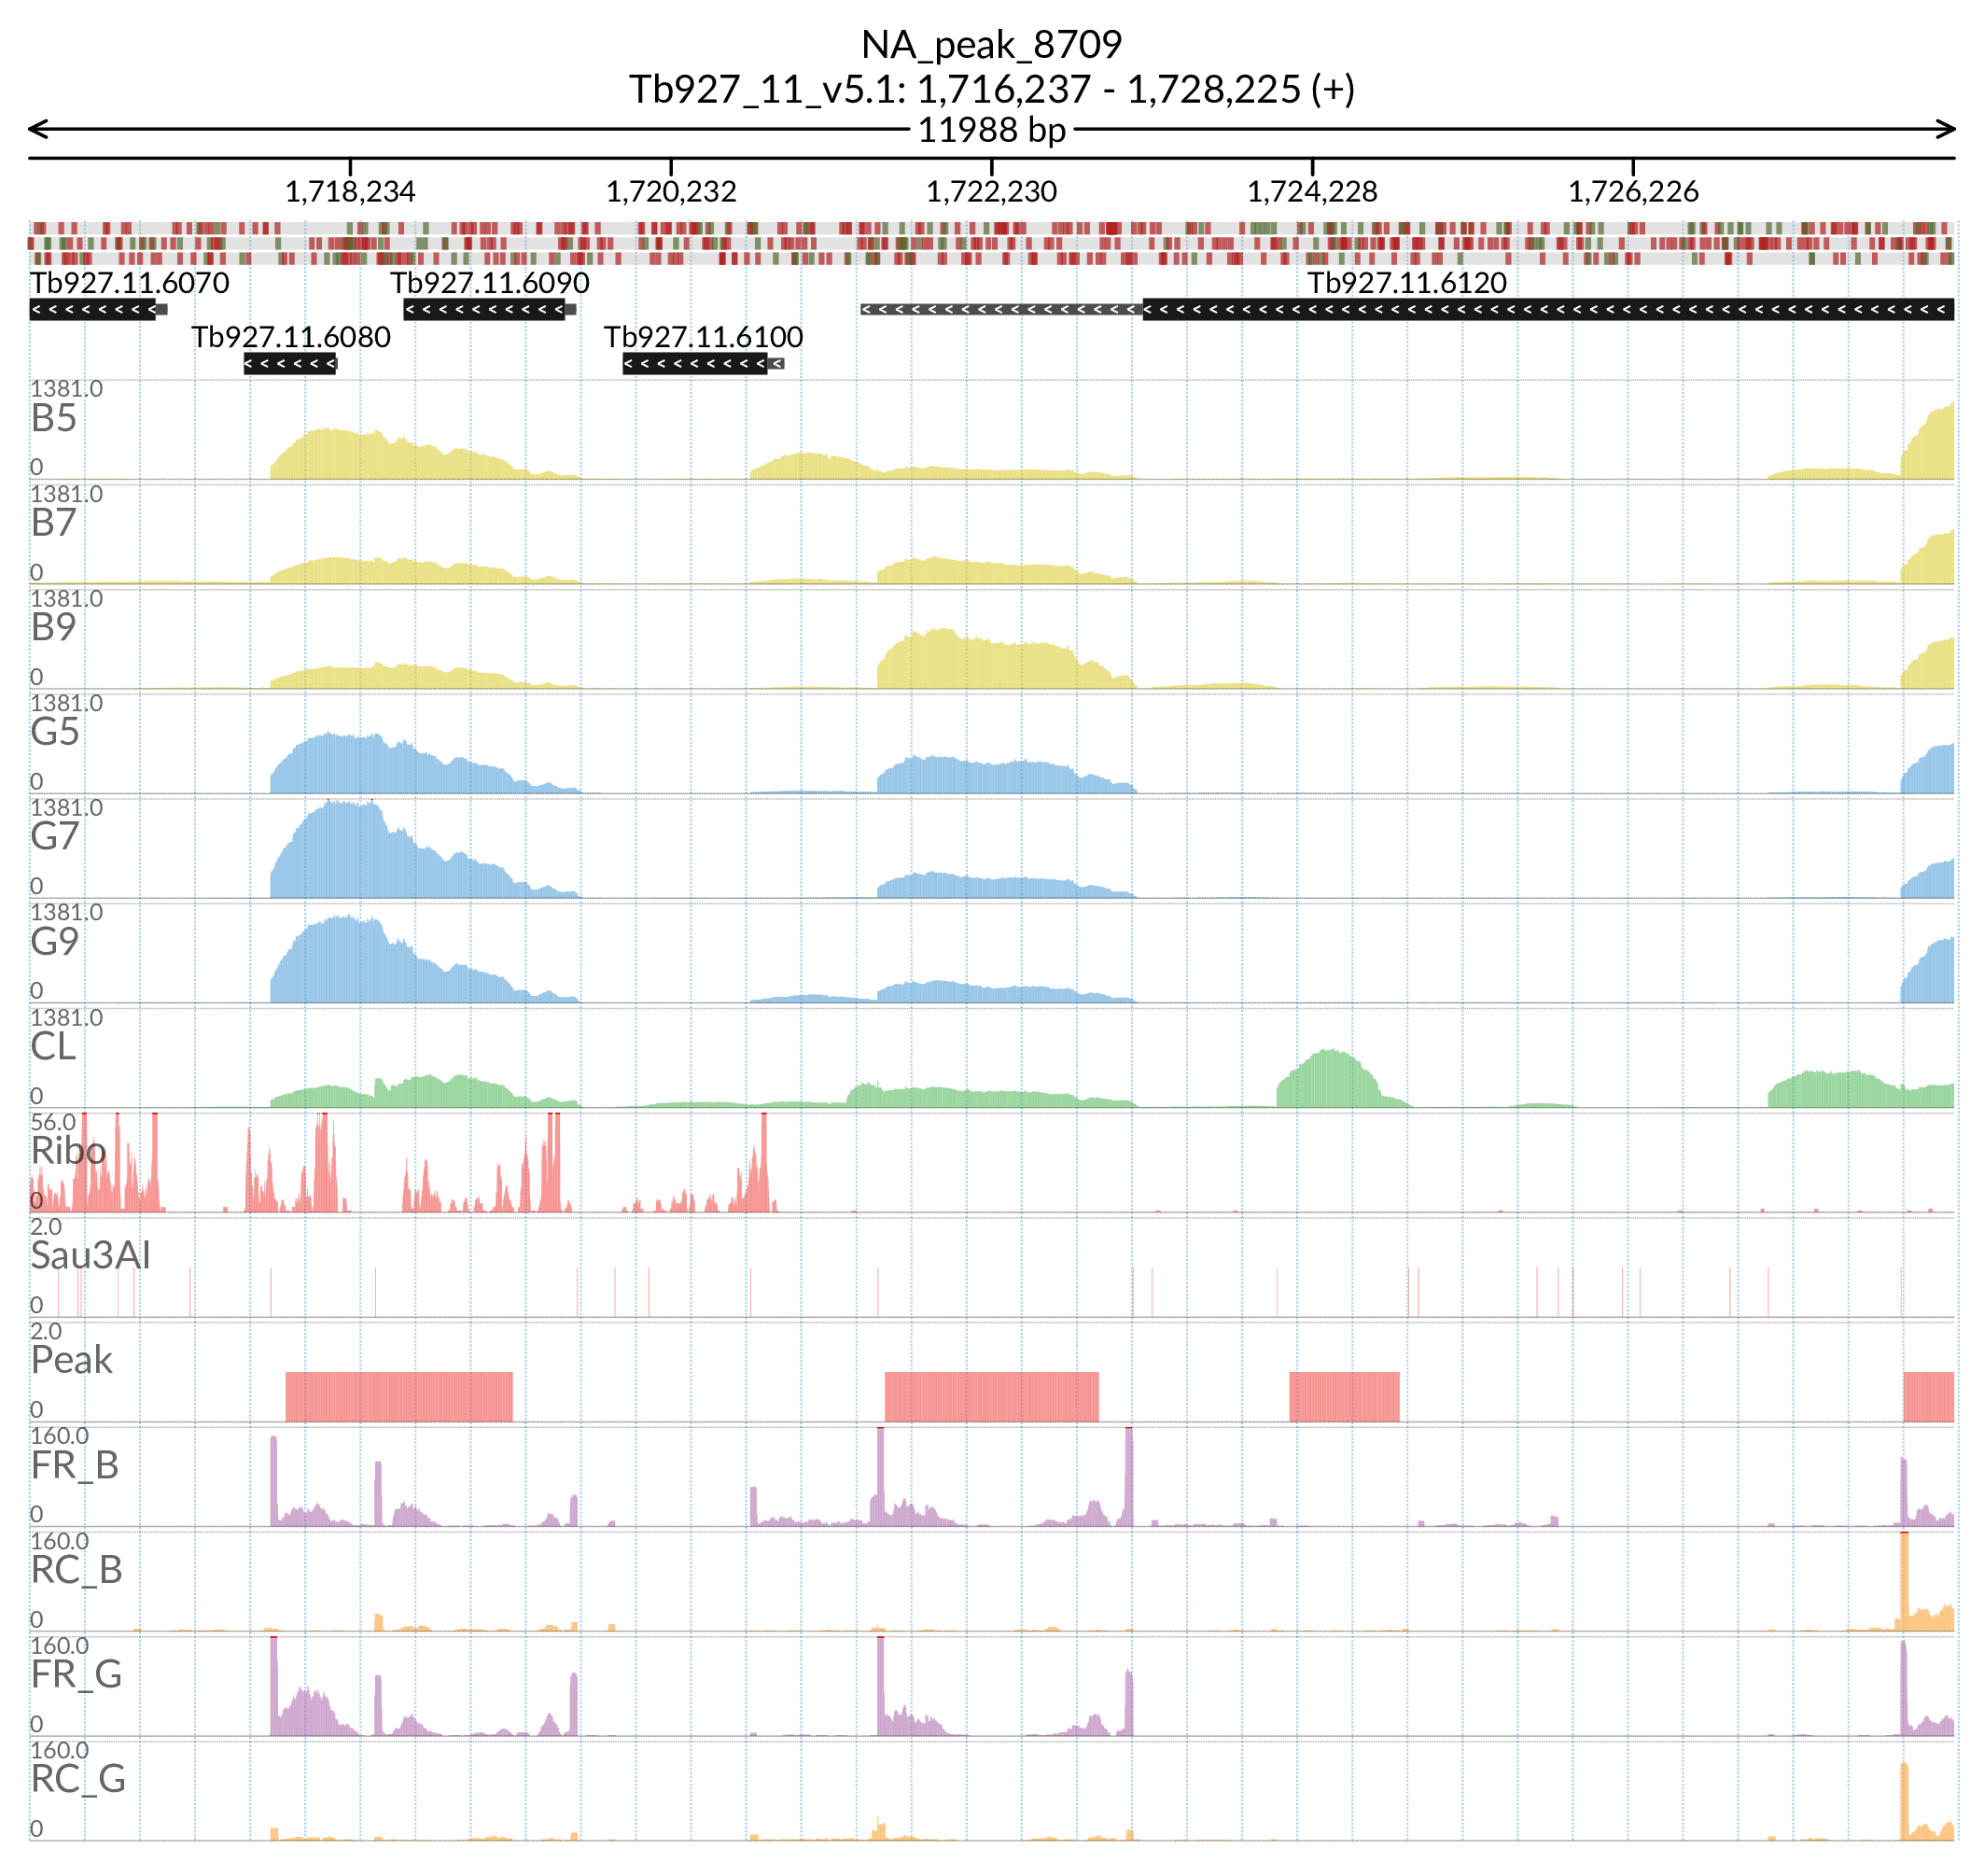 NA_peak_8709
Tb927_11_v5.1: 1,716,237 - 1,728,225 (+)
11988 bp
1,718,234 1,720,232 1,722,230 1,724,228 1,726,226
Tb927.11.6070 Tb927.11.6090 Tb927.11.6120
Tb927.11.6080 Tb927.11.6100
1381.0
B5
0
1381.0
B7
0
1381.0
B9
0
1381.0
G5
0
1381.0
G7
0
1381.0
G9
0
1381.0
CL
0
56.0
Ribo
0
2.0
Sau3AI
0
2.0
Peak
0
160.0
FR_B
0
160.0
RC_B
0
160.0
FR_G
0
160.0
RC_G
0